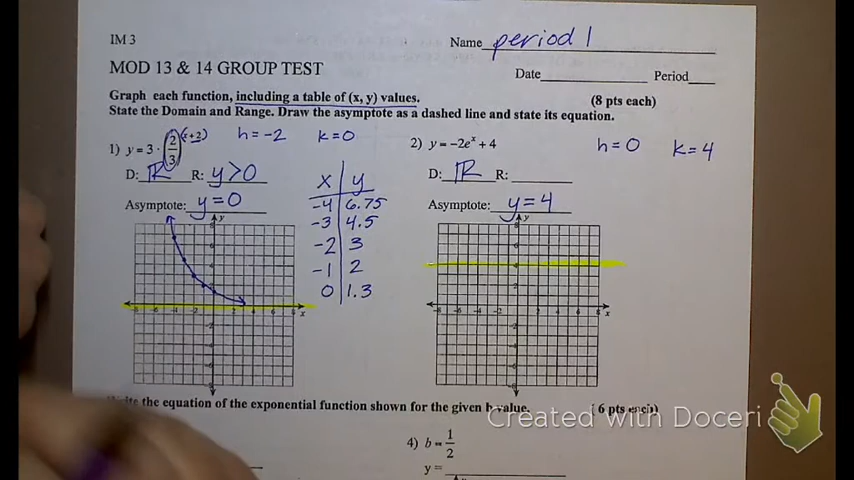 IM 3
Name period 1
MOD 13 & 14 GROUP TEST
Date Period
Graph each function, including a table of (x, y) values. (8 pts each)
State the Domain and Range. Draw the asymptote as a dashed line and state its equation.
1) y = 3 · (2/3)^(x+2) h = -2 k = 0
D: ℝ R: y > 0
Asymptote: y = 0
x y
-4 6.75
-3 4.5
-2 3
-1 2
0 1.3
2) y = -2e^x + 4 h = 0 k = 4
D: ℝ R:
Asymptote: y = 4
the equation of the exponential function shown for the given b value. (6 pts each)
4) b = 1/2
y =
Created with Doceri